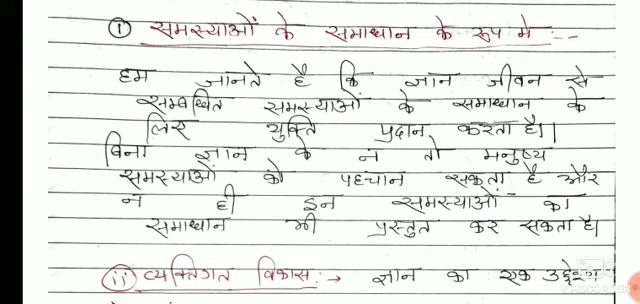 ① समस्याओं के समाधान के रूप में:--
हम जानते है कि ज्ञान जीवन से
सम्बन्धित समस्याओं के समाधान के
लिए युक्ति प्रदान करता है।
बिना ज्ञान के न तो मनुष्य
समस्याओं को पहचान सकता है और
न ही इन समस्याओं का
समाधान भी प्रस्तुत कर सकता है।
ii) व्यक्तिगत विकास:→ ज्ञान का एक उद्देश्य